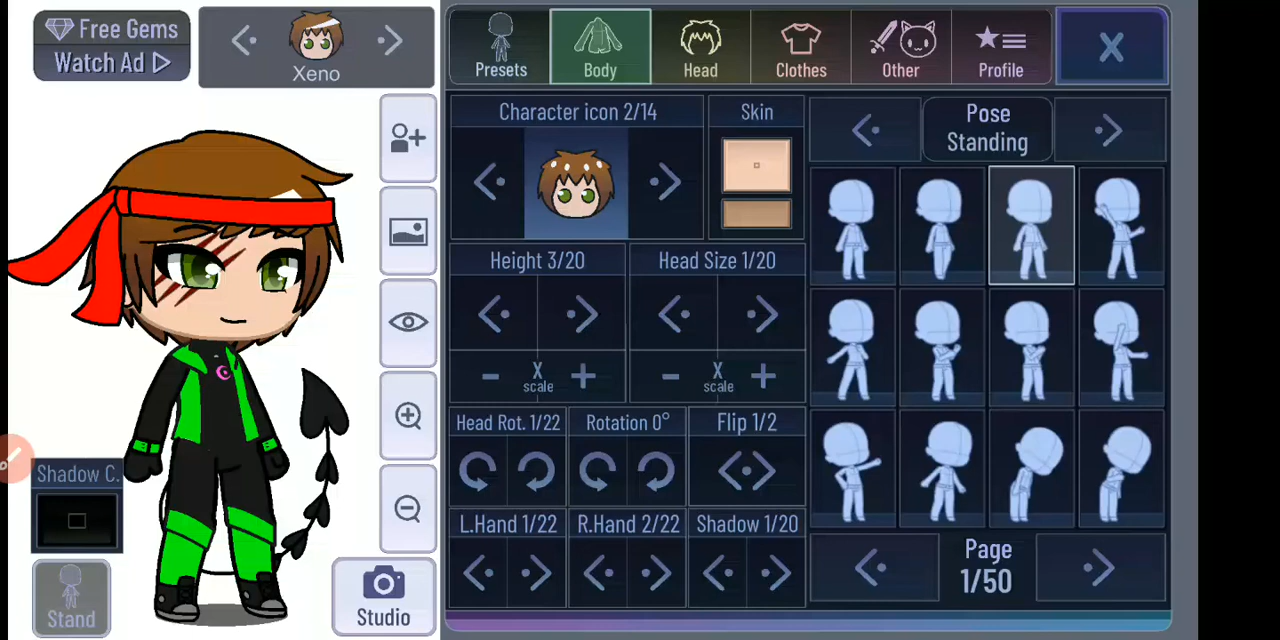 Free Gems
Watch Ad
Xeno
Presets
Body
Head
Clothes
Other
Profile
X
Character icon 2/14
Skin
Pose
Standing
Height 3/20
Head Size 1/20
X
scale
X
scale
Head Rot. 1/22
Rotation 0°
Flip 1/2
L.Hand 1/22
R.Hand 2/22
Shadow 1/20
Page
1/50
Shadow C.
Stand
Studio